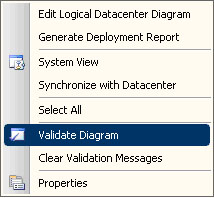 Edit Logical Datacenter Diagram
Generate Deployment Report
System View
Synchronize with Datacenter
Select All
Validate Diagram
Clear Validation Messages
Properties